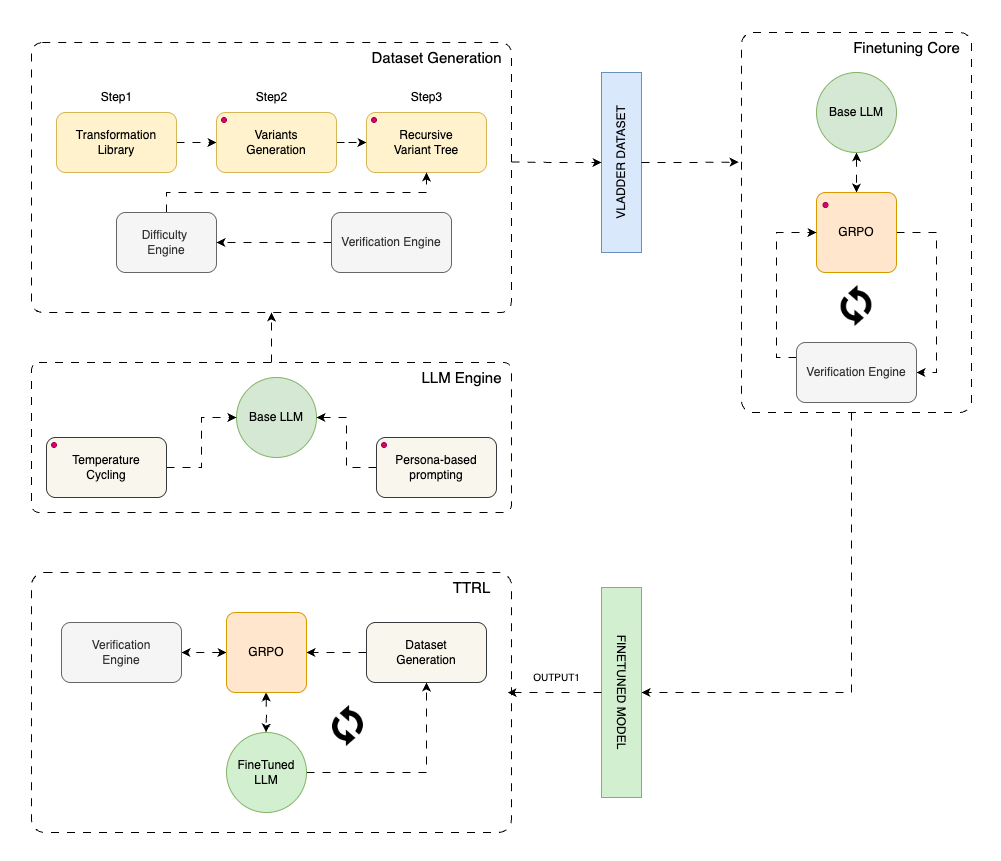 Dataset Generation
Step1
Step2
Step3
Transformation
Library
Variants
Generation
Recursive
Variant Tree
Difficulty
Engine
Verification Engine
VLADDER DATASET
Finetuning Core
Base LLM
GRPO
Verification Engine
LLM Engine
Base LLM
Temperature
Cycling
Persona-based
prompting
TTRL
Verification
Engine
GRPO
Dataset
Generation
FineTuned
LLM
OUTPUT1
FINETUNED MODEL